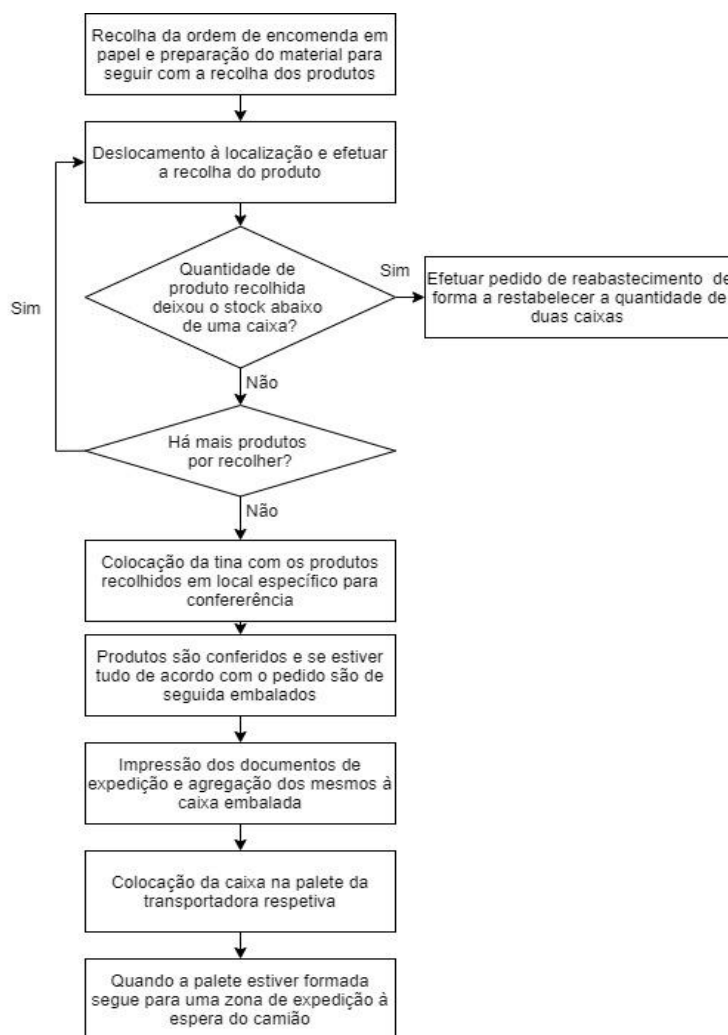 Recolha da ordem de encomenda em
papel e preparação do material para
seguir com a recolha dos produtos
Deslocamento à localização e efetuar
a recolha do produto
Quantidade de
produto recolhida
deixou o stock abaixo
de uma caixa?
Sim
Efetuar pedido de reabastecimento de
forma a restabelecer a quantidade de
duas caixas
Sim
Não
Há mais produtos
por recolher?
Não
Colocação da tina com os produtos
recolhidos em local específico para
confererência
Produtos são conferidos e se estiver
tudo de acordo com o pedido são de
seguida embalados
Impressão dos documentos de
expedição e agregação dos mesmos à
caixa embalada
Colocação da caixa na palete da
transportadora respetiva
Quando a palete estiver formada
segue para uma zona de expedição à
espera do camião